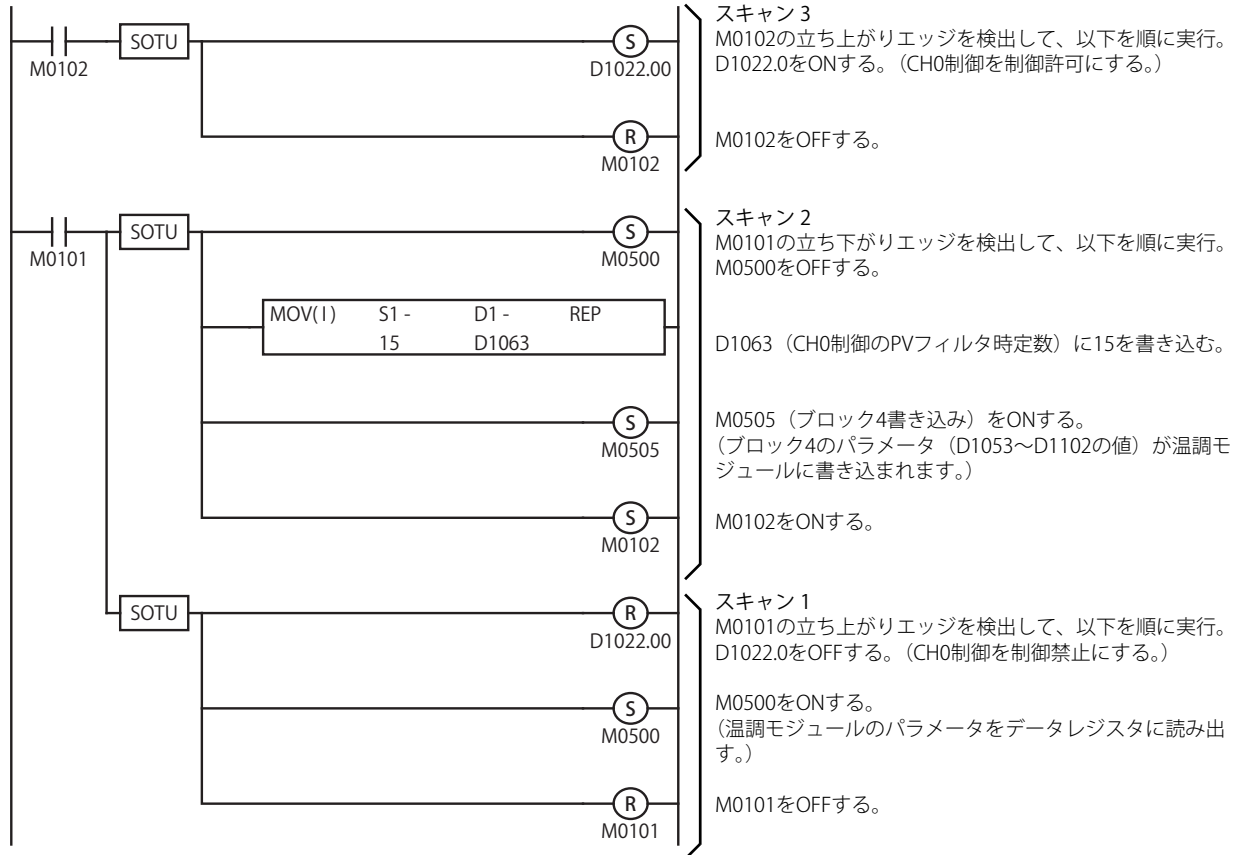 スキャン 3
M0102の立ち上がりエッジを検出して、以下を順に実行。
SOTU
S
M0102
D1022.00
D1022.0をONする。（CH0制御を制御許可にする。）
R
M0102
M0102をOFFする。
スキャン 2
SOTU
S
M0101の立ち下がりエッジを検出して、以下を順に実行。
M0101
M0500
M0500をOFFする。
MOV(I) S1 - D1 - REP
15 D1063
D1063（CH0制御のPVフィルタ時定数）に15を書き込む。
S
M0505
M0505（ブロック4書き込み）をONする。
（ブロック4のパラメータ（D1053～D1102の値）が温調モ
ジュールに書き込まれます。）
S
M0102
M0102をONする。
スキャン 1
SOTU
R
D1022.00
M0101の立ち上がりエッジを検出して、以下を順に実行。
D1022.0をOFFする。（CH0制御を制御禁止にする。）
S
M0500
M0500をONする。
（温調モジュールのパラメータをデータレジスタに読み出
す。）
R
M0101
M0101をOFFする。